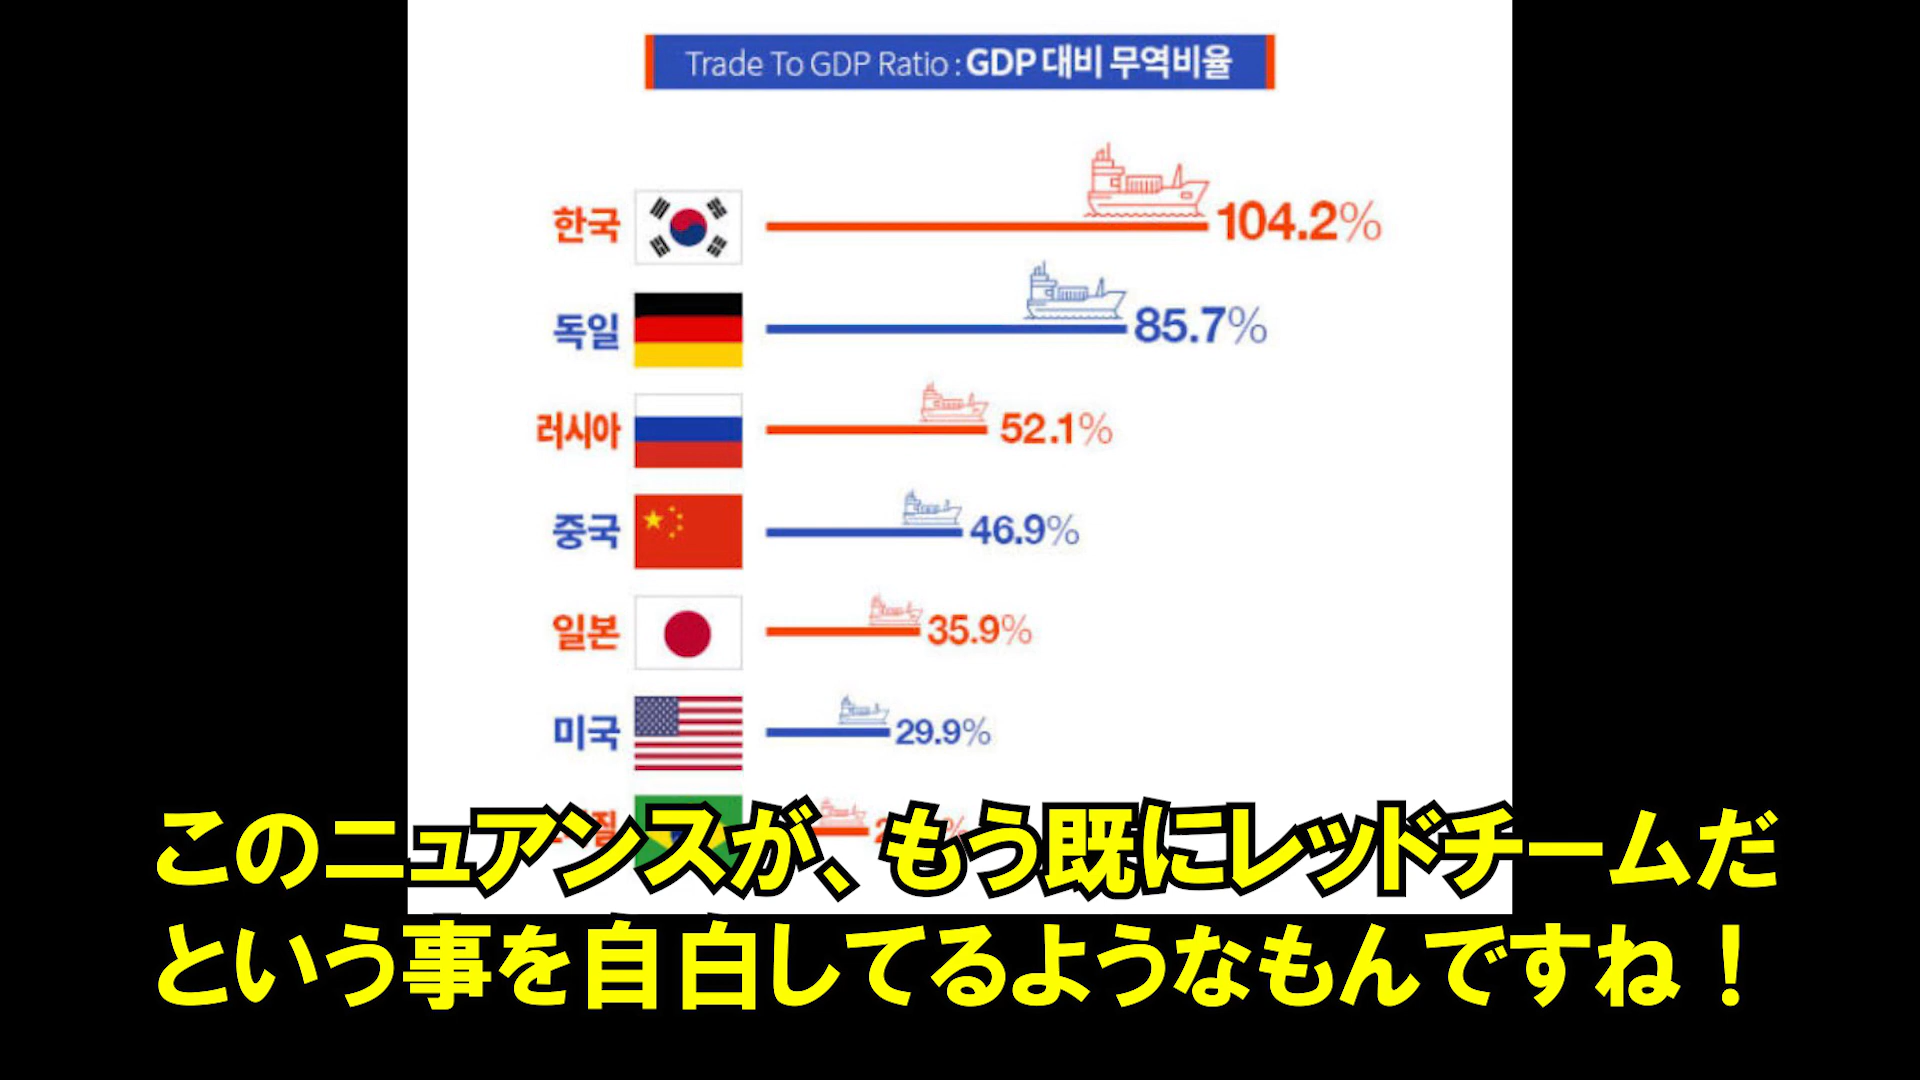 Trade To GDP Ratio : GDP 대비 무역비율
한국 104.2%
독일 85.7%
러시아 52.1%
중국 46.9%
일본 35.9%
미국 29.9%
このニュアンスが、もう既にレッドチームだ
という事を自白してるようなもんですね！